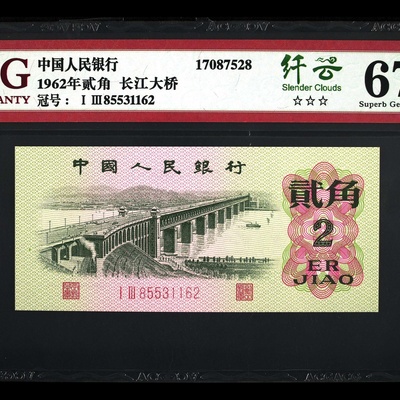 G
中国人民银行
17087528
纤云
Slender Clouds
67
ANTY
1962年贰角 长江大桥
冠号： I III 85531162
☆☆☆
Superb Ge
中國人民銀行
貳角
2
ER
JIAO
I III 85531162